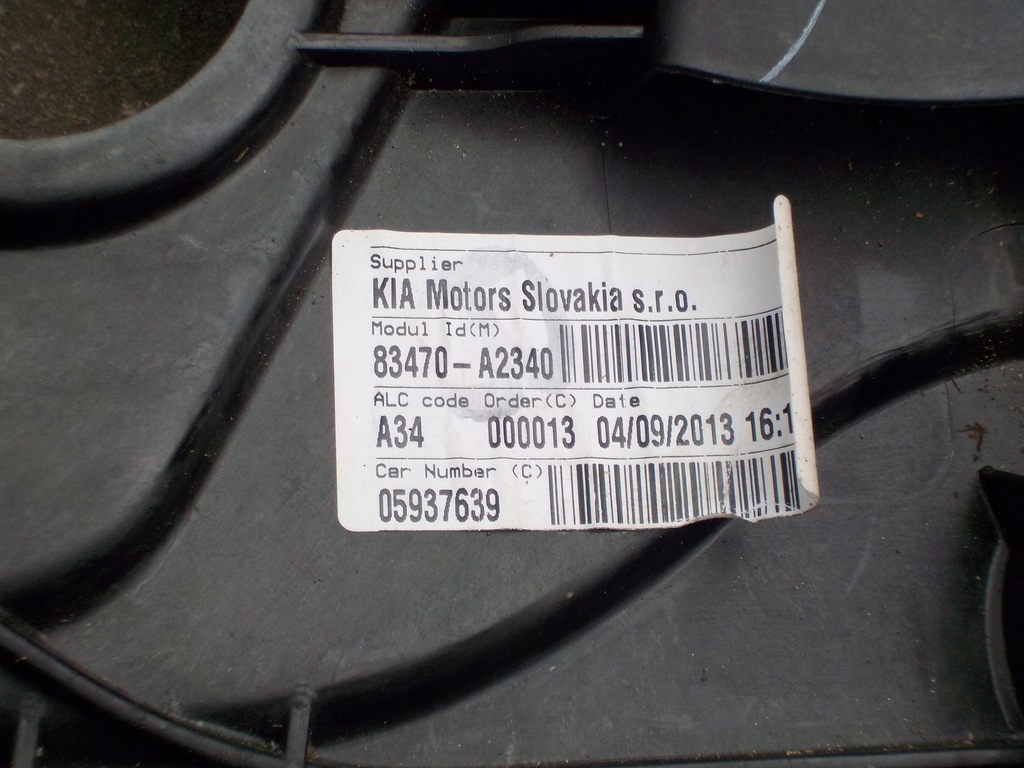 Supplier
KIA Motors Slovakia s.r.o.
Modul Id(M)
83470-A2340
ALC code Order(C) Date
A34 000013 04/09/2013 16:1
Car Number (C)
05937639